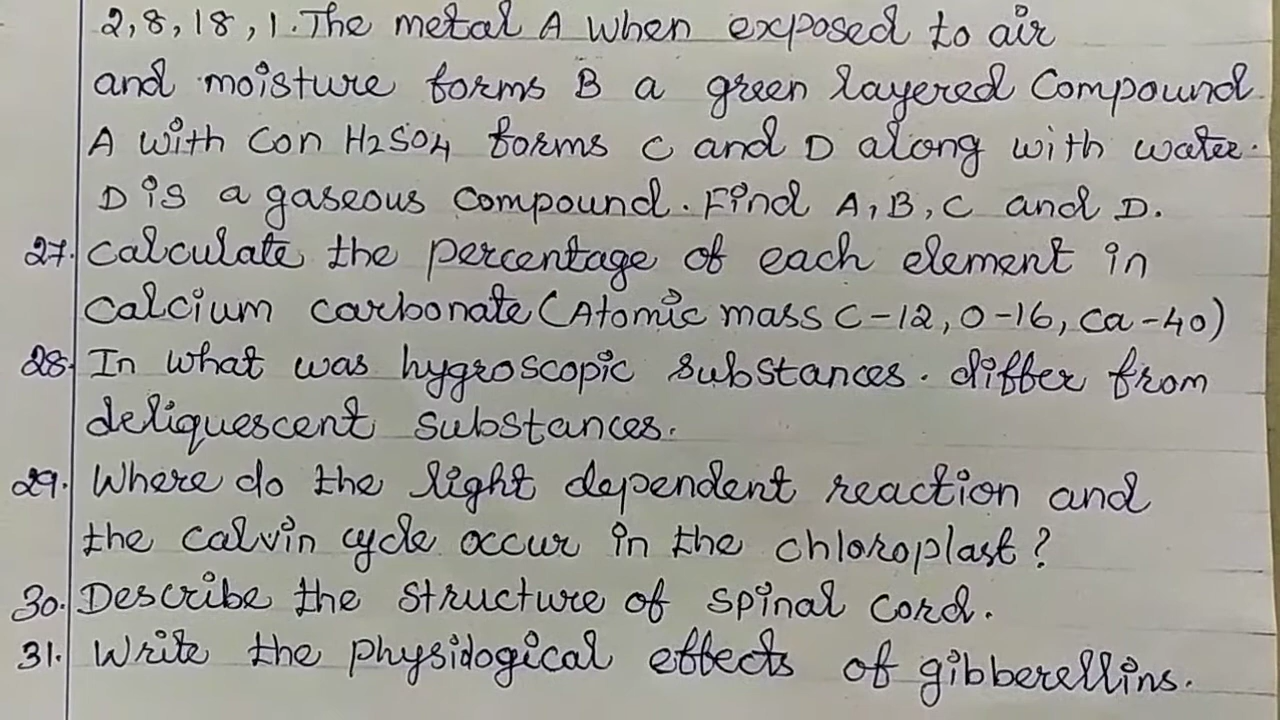 2,8,18,1.The metal A when exposed to air
and moisture forms B a green layered Compound.
A with Con H2SO4 forms C and D along with water.
D is a gaseous Compound. Find A,B,C and D.
27. Calculate the percentage of each element in
Calcium carbonate (Atomic mass C-12, O-16, Ca-40)
28. In what was hygroscopic substances. differ from
deliquescent substances.
29. Where do the light dependent reaction and
the calvin cycle occur in the chloroplast?
30. Describe the structure of spinal cord.
31. Write the physiological effects of gibberellins.